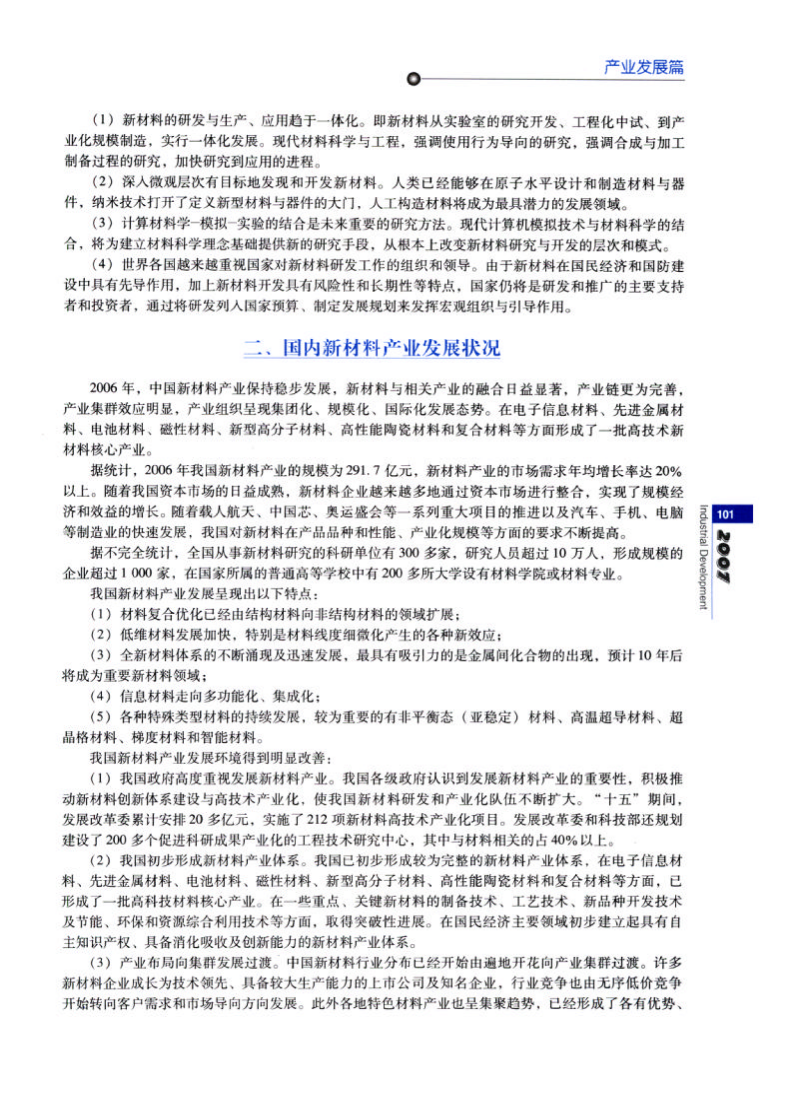 产业发展篇
(1) 新材料的研发与生产、应用趋于一体化。即新材料从实验室的研究开发、工程化中试、到产
业化规模制造，实行一体化发展。现代材料科学与工程，强调使用行为导向的研究，强调合成与加工
制备过程的研究，加快研究到应用的进程。
(2) 深入微观层次有目标地发现和开发新材料。人类已经能够在原子水平设计和制造材料与器
件，纳米技术打开了定义新型材料与器件的大门，人工构造材料将成为最具潜力的发展领域。
(3) 计算材料学—模拟—实验的结合是未来重要的研究方法。现代计算机模拟技术与材料科学的结
合，将为建立材料科学理念基础提供新的研究手段，从根本上改变新材料研究与开发的层次和模式。
(4) 世界各国越来越重视国家对新材料研发工作的组织和领导。由于新材料在国民经济和国防建
设中具有先导作用，加上新材料开发具有风险性和长期性等特点，国家仍将是研发和推广的主要支持
者和投资者，通过将研发列入国家预算、制定发展规划来发挥宏观组织与引导作用。
二、国内新材料产业发展状况
2006 年，中国新材料产业保持稳步发展，新材料与相关产业的融合日益显著，产业链更为完善，
产业集群效应明显，产业组织呈现集团化、规模化、国际化发展态势。在电子信息材料、先进金属材
料、电池材料、磁性材料、新型高分子材料、高性能陶瓷材料和复合材料等方面形成了一批高技术新
材料核心产业。
据统计，2006 年我国新材料产业的规模为 291.7 亿元，新材料产业的市场需求年均增长率达 20%
以上。随着我国资本市场的日益成熟，新材料企业越来越多地通过资本市场进行整合，实现了规模经
济和效益的增长。随着载人航天、中国芯、奥运盛会等一系列重大项目的推进以及汽车、手机、电脑
等制造业的快速发展，我国对新材料在产品品种和性能、产业化规模等方面的要求不断提高。
据不完全统计，全国从事新材料研究的科研单位有 300 多家，研究人员超过 10 万人，形成规模的
企业超过 1 000 家，在国家所属的普通高等学校中有 200 多所大学设有材料学院或材料专业。
我国新材料产业发展呈现出以下特点：
(1) 材料复合优化已经由结构材料向非结构材料的领域扩展；
(2) 低维材料发展加快，特别是材料线度细微化产生的各种新效应；
(3) 全新材料体系的不断涌现及迅速发展，最具有吸引力的是金属间化合物的出现，预计 10 年后
将成为重要新材料领域；
(4) 信息材料走向多功能化、集成化；
(5) 各种特殊类型材料的持续发展，较为重要的有非平衡态（亚稳定）材料、高温超导材料、超
晶格材料、梯度材料和智能材料。
我国新材料产业发展环境得到明显改善：
(1) 我国政府高度重视发展新材料产业。我国各级政府认识到发展新材料产业的重要性，积极推
动新材料创新体系建设与高技术产业化，使我国新材料研发和产业化队伍不断扩大。“十五”期间，
发展改革委累计安排 20 多亿元，实施了 212 项新材料高技术产业化项目。发展改革委和科技部还规划
建设了 200 多个促进科研成果产业化的工程技术研究中心，其中与材料相关的占 40%以上。
(2) 我国初步形成新材料产业体系。我国已初步形成较为完整的新材料产业体系，在电子信息材
料、先进金属材料、电池材料、磁性材料、新型高分子材料、高性能陶瓷材料和复合材料等方面，已
形成了一批高科技材料核心产业。在一些重点、关键新材料的制备技术、工艺技术、新品种开发技术
及节能、环保和资源综合利用技术等方面，取得突破性进展。在国民经济主要领域初步建立起具有自
主知识产权、具备消化吸收及创新能力的新材料产业体系。
(3) 产业布局向集群发展过渡。中国新材料行业分布已经开始由遍地开花向产业集群过渡。许多
新材料企业成长为技术领先、具备较大生产能力的上市公司及知名企业，行业竞争也由无序低价竞争
开始转向客户需求和市场导向方向发展。此外各地特色材料产业也呈集聚趋势，已经形成了各有优势、
101
2007
Industrial Development